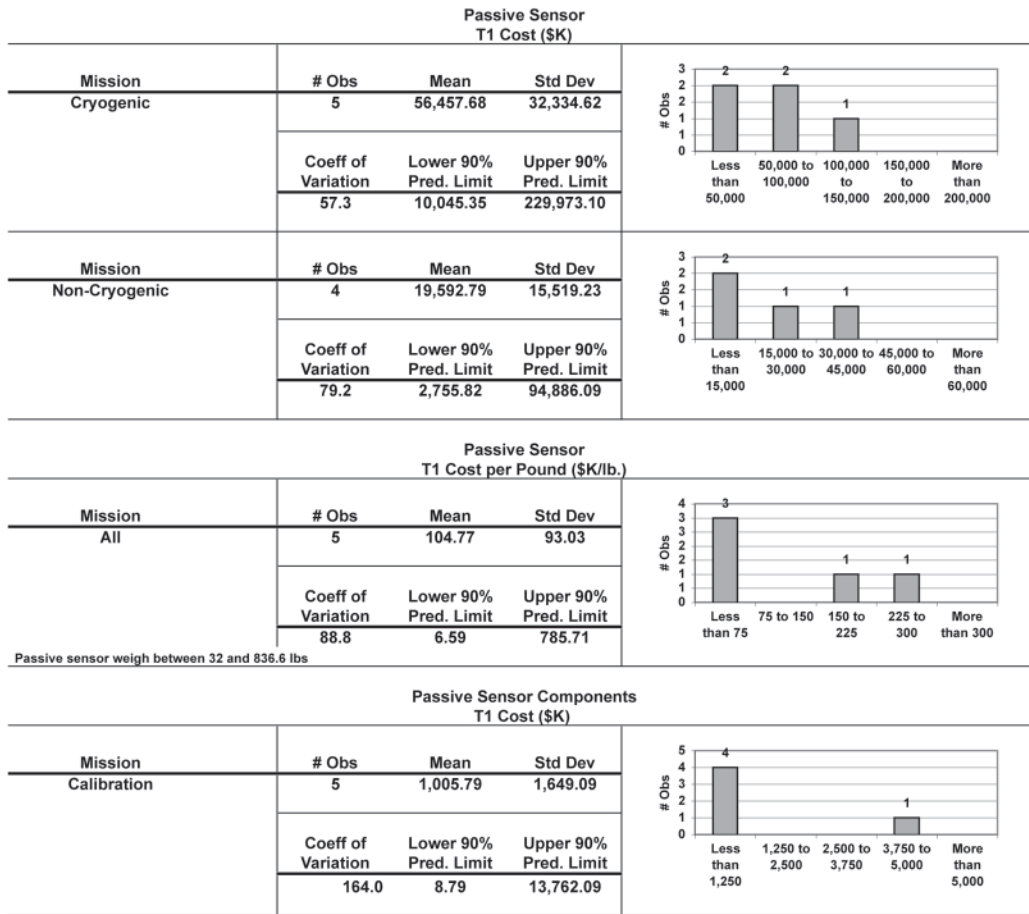 Passive Sensor
T1 Cost ($K)
Mission # Obs Mean Std Dev
Cryogenic 5 56,457.68 32,334.62
Coeff of Lower 90% Upper 90%
Variation Pred. Limit Pred. Limit
57.3 10,045.35 229,973.10
# Obs
3
2
2
1
1
0
2 2 1
Less 50,000 to 100,000 150,000 More
than 100,000 to to than
50,000 150,000 200,000 200,000
Mission # Obs Mean Std Dev
Non-Cryogenic 4 19,592.79 15,519.23
Coeff of Lower 90% Upper 90%
Variation Pred. Limit Pred. Limit
79.2 2,755.82 94,886.09
# Obs
3
2
2
1
1
0
2 1 1
Less 15,000 to 30,000 to 45,000 to More
than 30,000 45,000 60,000 than
15,000 60,000
Passive Sensor
T1 Cost per Pound ($K/lb.)
Mission # Obs Mean Std Dev
All 5 104.77 93.03
Coeff of Lower 90% Upper 90%
Variation Pred. Limit Pred. Limit
88.8 6.59 785.71
Passive sensor weigh between 32 and 836.6 lbs
# Obs
4
3
3
2
2
1
1
0
3 1 1
Less 75 to 150 150 to 225 to More
than 75 225 300 than 300
Passive Sensor Components
T1 Cost ($K)
Mission # Obs Mean Std Dev
Calibration 5 1,005.79 1,649.09
Coeff of Lower 90% Upper 90%
Variation Pred. Limit Pred. Limit
164.0 8.79 13,762.09
# Obs
5
4
3
2
1
0
4 1
Less 1,250 to 2,500 to 3,750 to More
than 2,500 3,750 5,000 than
1,250 5,000